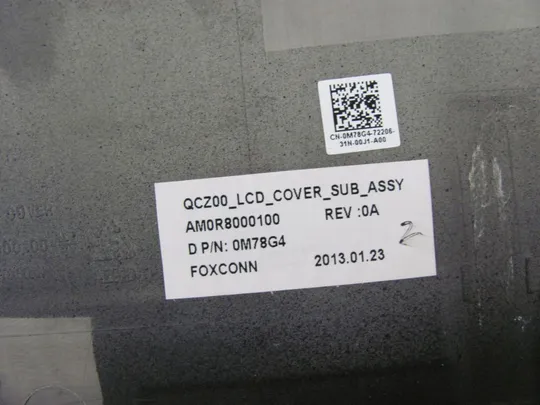 CN-0M78G4-72206-
31N-00J1-A00
QCZ00_LCD_COVER_SUB_ASSY
AM0R8000100 REV :0A
D P/N: 0M78G4
FOXCONN 2013.01.23
2